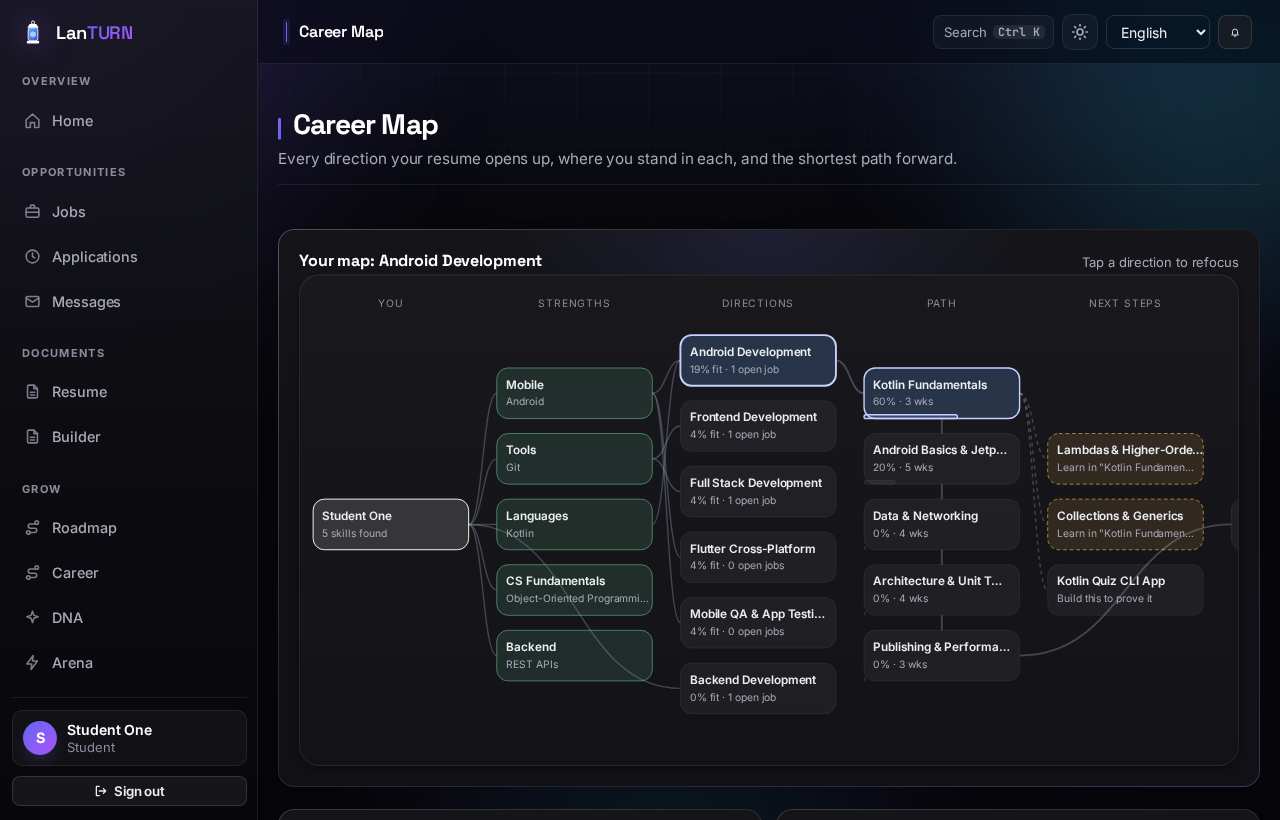 LanTURN
OVERVIEW
Home
OPPORTUNITIES
Jobs
Applications
Messages
DOCUMENTS
Resume
Builder
GROW
Roadmap
Career
DNA
Arena
S
Student One
Student
Sign out
Career Map
Search Ctrl K
English
Career Map
Every direction your resume opens up, where you stand in each, and the shortest path forward.
Your map: Android Development
Tap a direction to refocus
YOU
STRENGTHS
DIRECTIONS
PATH
NEXT STEPS
Student One
5 skills found
Mobile
Android
Tools
Git
Languages
Kotlin
CS Fundamentals
Object-Oriented Programmi...
Backend
REST APIs
Android Development
19% fit · 1 open job
Frontend Development
4% fit · 1 open job
Full Stack Development
4% fit · 1 open job
Flutter Cross-Platform
4% fit · 0 open jobs
Mobile QA & App Testi...
4% fit · 0 open jobs
Backend Development
0% fit · 1 open job
Kotlin Fundamentals
60% · 3 wks
Android Basics & Jetp...
20% · 5 wks
Data & Networking
0% · 4 wks
Architecture & Unit T...
0% · 4 wks
Publishing & Performa...
0% · 3 wks
Lambdas & Higher-Orde...
Learn in "Kotlin Fundamen...
Collections & Generics
Learn in "Kotlin Fundamen...
Kotlin Quiz CLI App
Build this to prove it